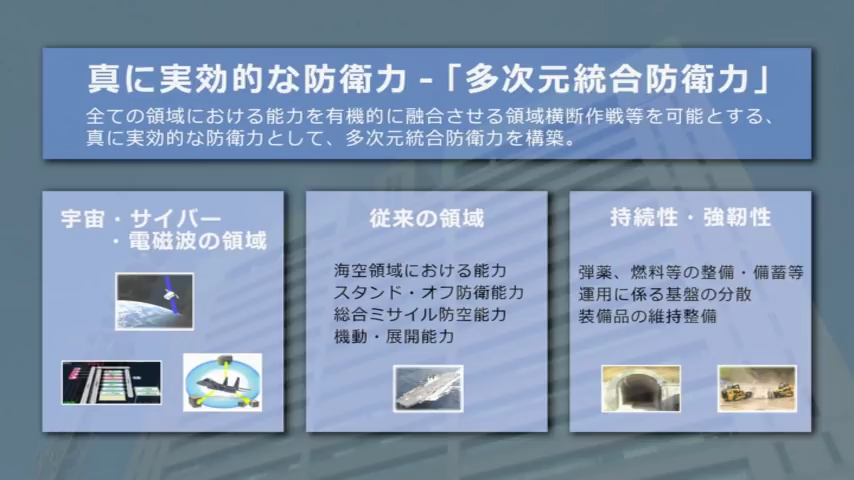 真に実効的な防衛力 -「多次元統合防衛力」
全ての領域における能力を有機的に融合させる領域横断作戦等を可能とする、
真に実効的な防衛力として、多次元統合防衛力を構築。
宇宙・サイバー
・電磁波の領域
従来の領域
海空領域における能力
スタンド・オフ防衛能力
総合ミサイル防空能力
機動・展開能力
持続性・強靭性
弾薬、燃料等の整備・備蓄等
運用に係る基盤の分散
装備品の維持整備